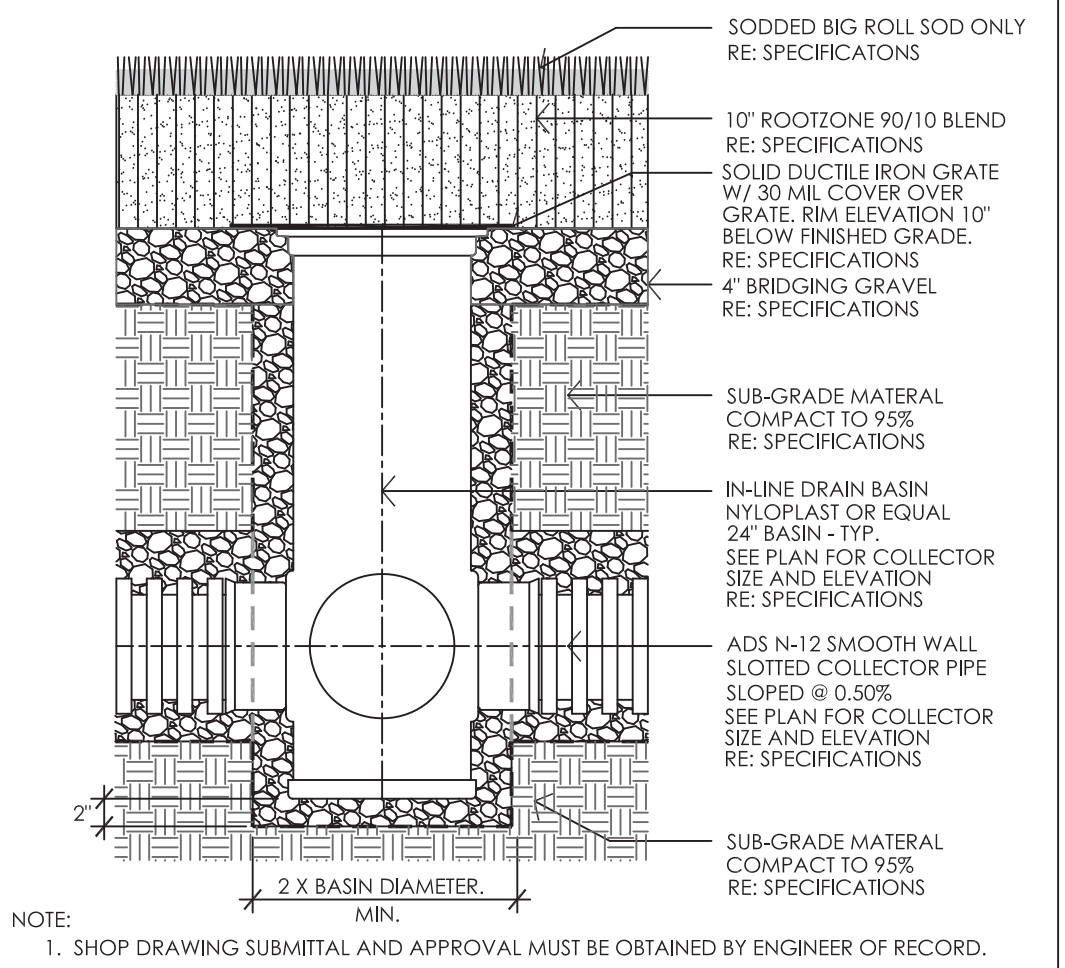 SODDED BIG ROLL SOD ONLY
RE: SPECIFICATONS
10" ROOTZONE 90/10 BLEND
RE: SPECIFICATIONS
SOLID DUCTILE IRON GRATE
W/ 30 MIL COVER OVER
GRATE. RIM ELEVATION 10"
BELOW FINISHED GRADE.
RE: SPECIFICATIONS
4" BRIDGING GRAVEL
RE: SPECIFICATIONS
SUB-GRADE MATERAL
COMPACT TO 95%
RE: SPECIFICATIONS
IN-LINE DRAIN BASIN
NYLOPLAST OR EQUAL
24" BASIN - TYP.
SEE PLAN FOR COLLECTOR
SIZE AND ELEVATION
RE: SPECIFICATIONS
ADS N-12 SMOOTH WALL
SLOTTED COLLECTOR PIPE
SLOPED @ 0.50%
SEE PLAN FOR COLLECTOR
SIZE AND ELEVATION
RE: SPECIFICATIONS
2"
SUB-GRADE MATERAL
COMPACT TO 95%
RE: SPECIFICATIONS
2 X BASIN DIAMETER.
MIN.
NOTE:
1. SHOP DRAWING SUBMITTAL AND APPROVAL MUST BE OBTAINED BY ENGINEER OF RECORD.